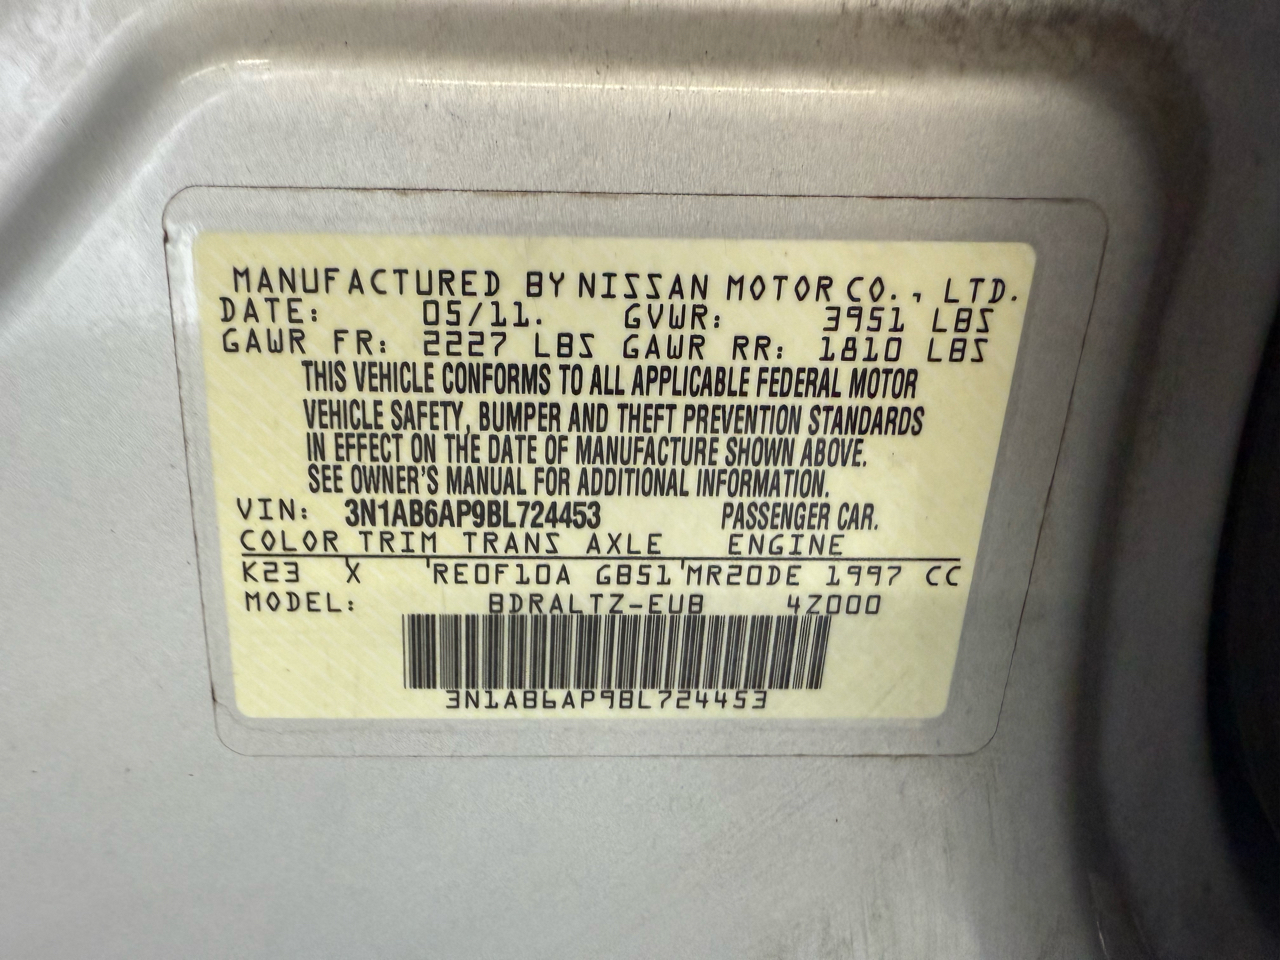 MANUFACTURED BY NISSAN MOTOR CO., LTD.
DATE: 05/11. GVWR: 3951 LBS
GAWR FR: 2227 LBS GAWR RR: 1810 LBS
THIS VEHICLE CONFORMS TO ALL APPLICABLE FEDERAL MOTOR
VEHICLE SAFETY, BUMPER AND THEFT PREVENTION STANDARDS
IN EFFECT ON THE DATE OF MANUFACTURE SHOWN ABOVE.
SEE OWNER'S MANUAL FOR ADDITIONAL INFORMATION.
VIN: 3N1AB6AP9BL724453 PASSENGER CAR.
COLOR TRIM TRANS AXLE ENGINE
K23 X 'RE0F10A GB51'MR20DE 1997 CC
MODEL: BDRALTZ-EUB 4Z000
3N1AB6AP9BL724453